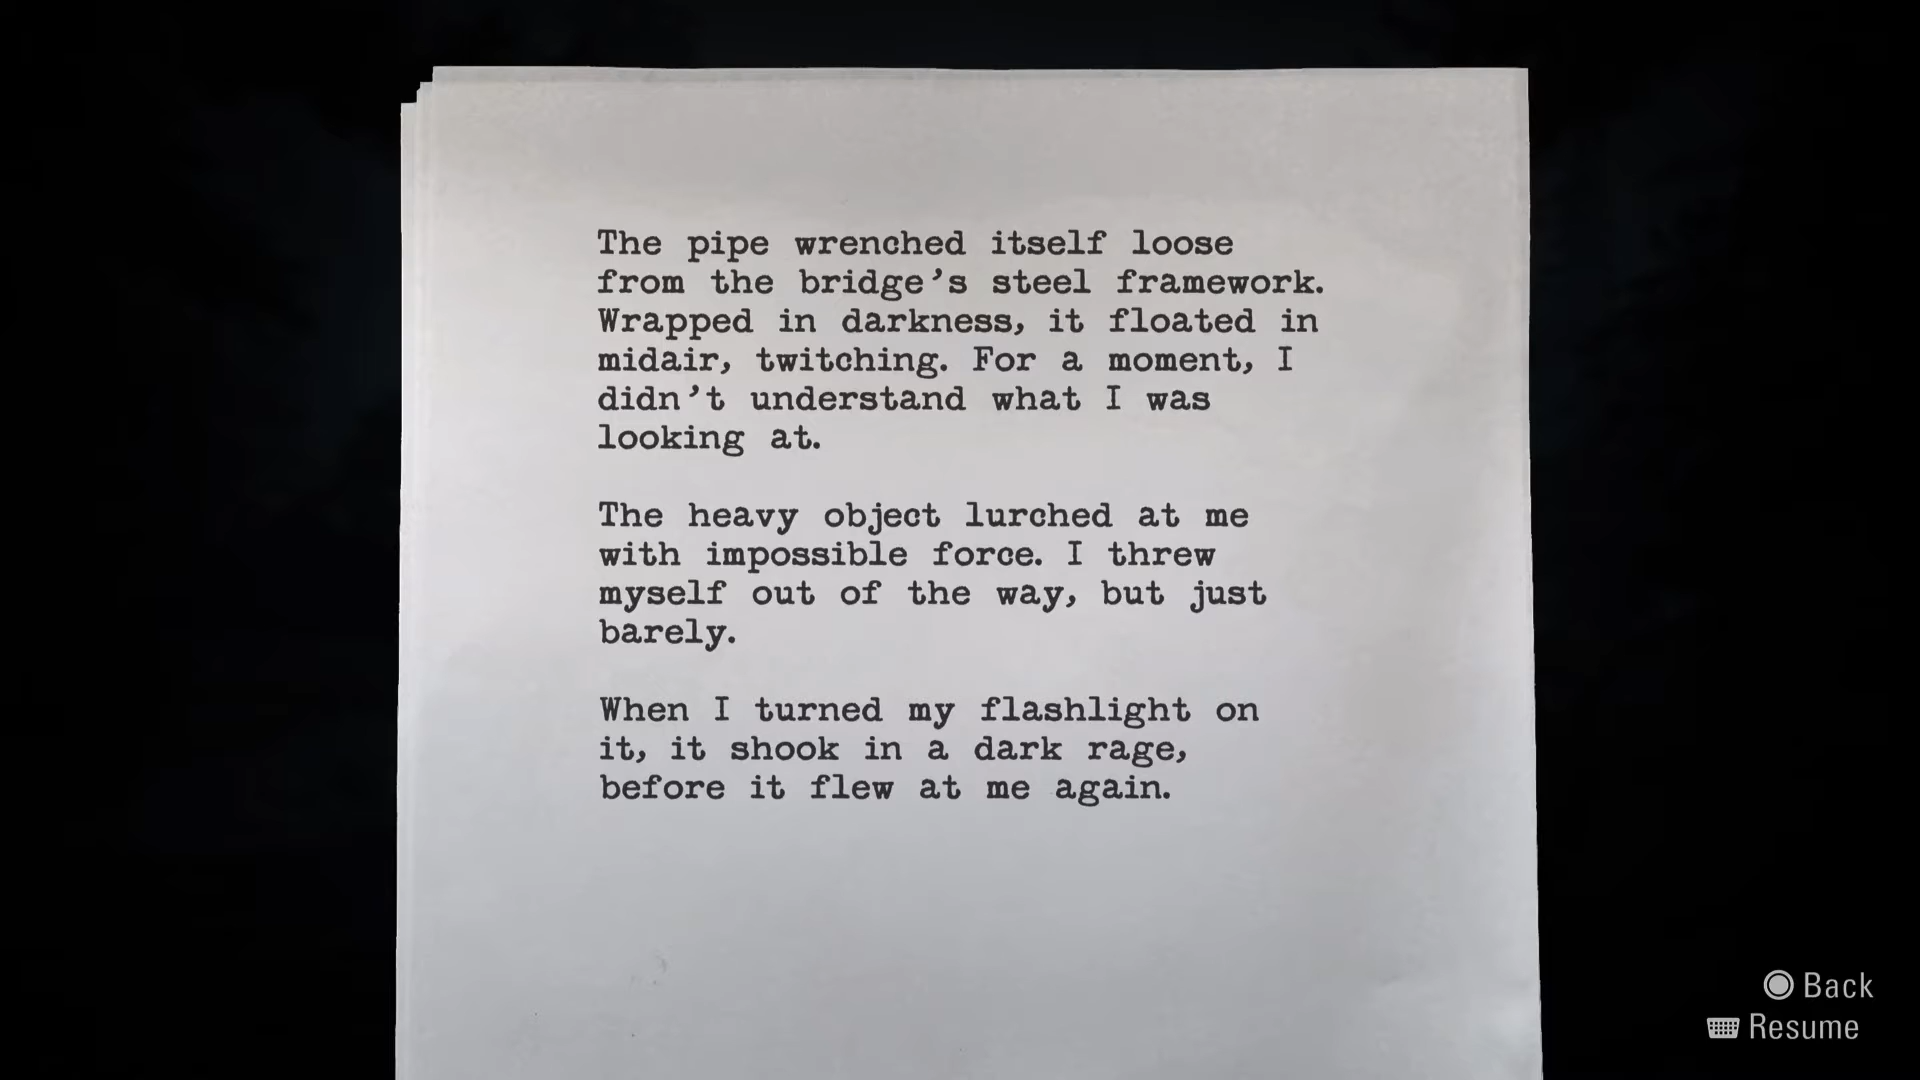 The pipe wrenched itself loose
from the bridge’s steel framework.
Wrapped in darkness, it floated in
midair, twitching. For a moment, I
didn’t understand what I was
looking at.
The heavy object lurched at me
with impossible force. I threw
myself out of the way, but just
barely.
When I turned my flashlight on
it, it shook in a dark rage,
before it flew at me again.
Back
Resume